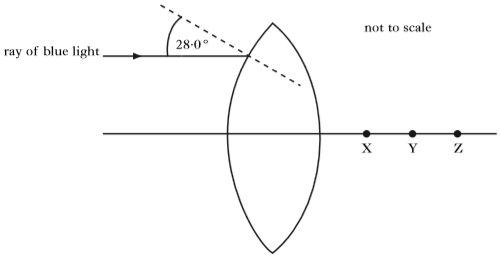 not to scale
28·0°
ray of blue light
X Y Z